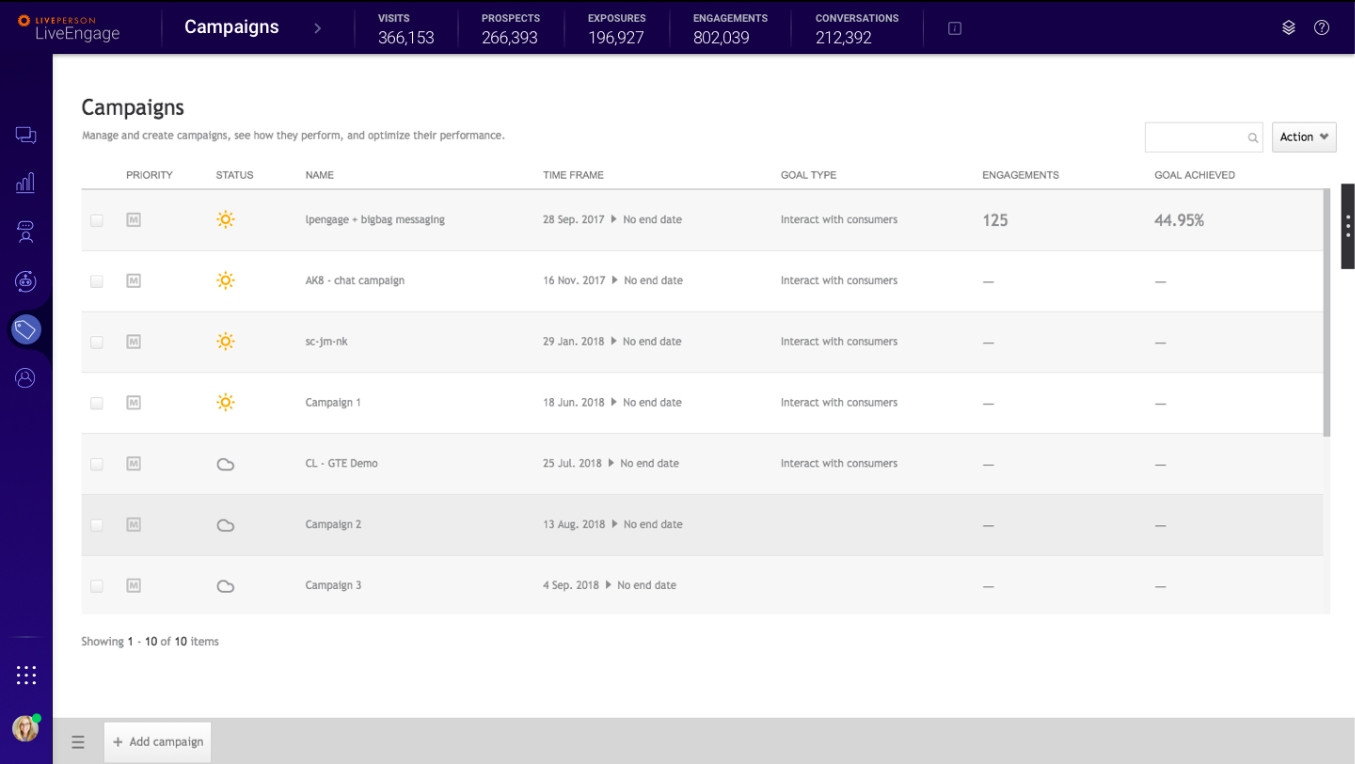 LIVEPERSON
LiveEngage
Campaigns
VISITS
366,153
PROSPECTS
266,393
EXPOSURES
196,927
ENGAGEMENTS
802,039
CONVERSATIONS
212,392
Campaigns
Manage and create campaigns, see how they perform, and optimize their performance.
Action
PRIORITY STATUS NAME TIME FRAME GOAL TYPE ENGAGEMENTS GOAL ACHIEVED
M lpengage + bigbag messaging 28 Sep. 2017 No end date Interact with consumers 125 44.95%
M AK8 - chat campaign 16 Nov. 2017 No end date Interact with consumers — —
M sc-jm-nk 29 Jan. 2018 No end date Interact with consumers — —
M Campaign 1 18 Jun. 2018 No end date Interact with consumers — —
M CL - GTE Demo 25 Jul. 2018 No end date Interact with consumers — —
M Campaign 2 13 Aug. 2018 No end date — —
M Campaign 3 4 Sep. 2018 No end date — —
Showing 1 - 10 of 10 items
+ Add campaign